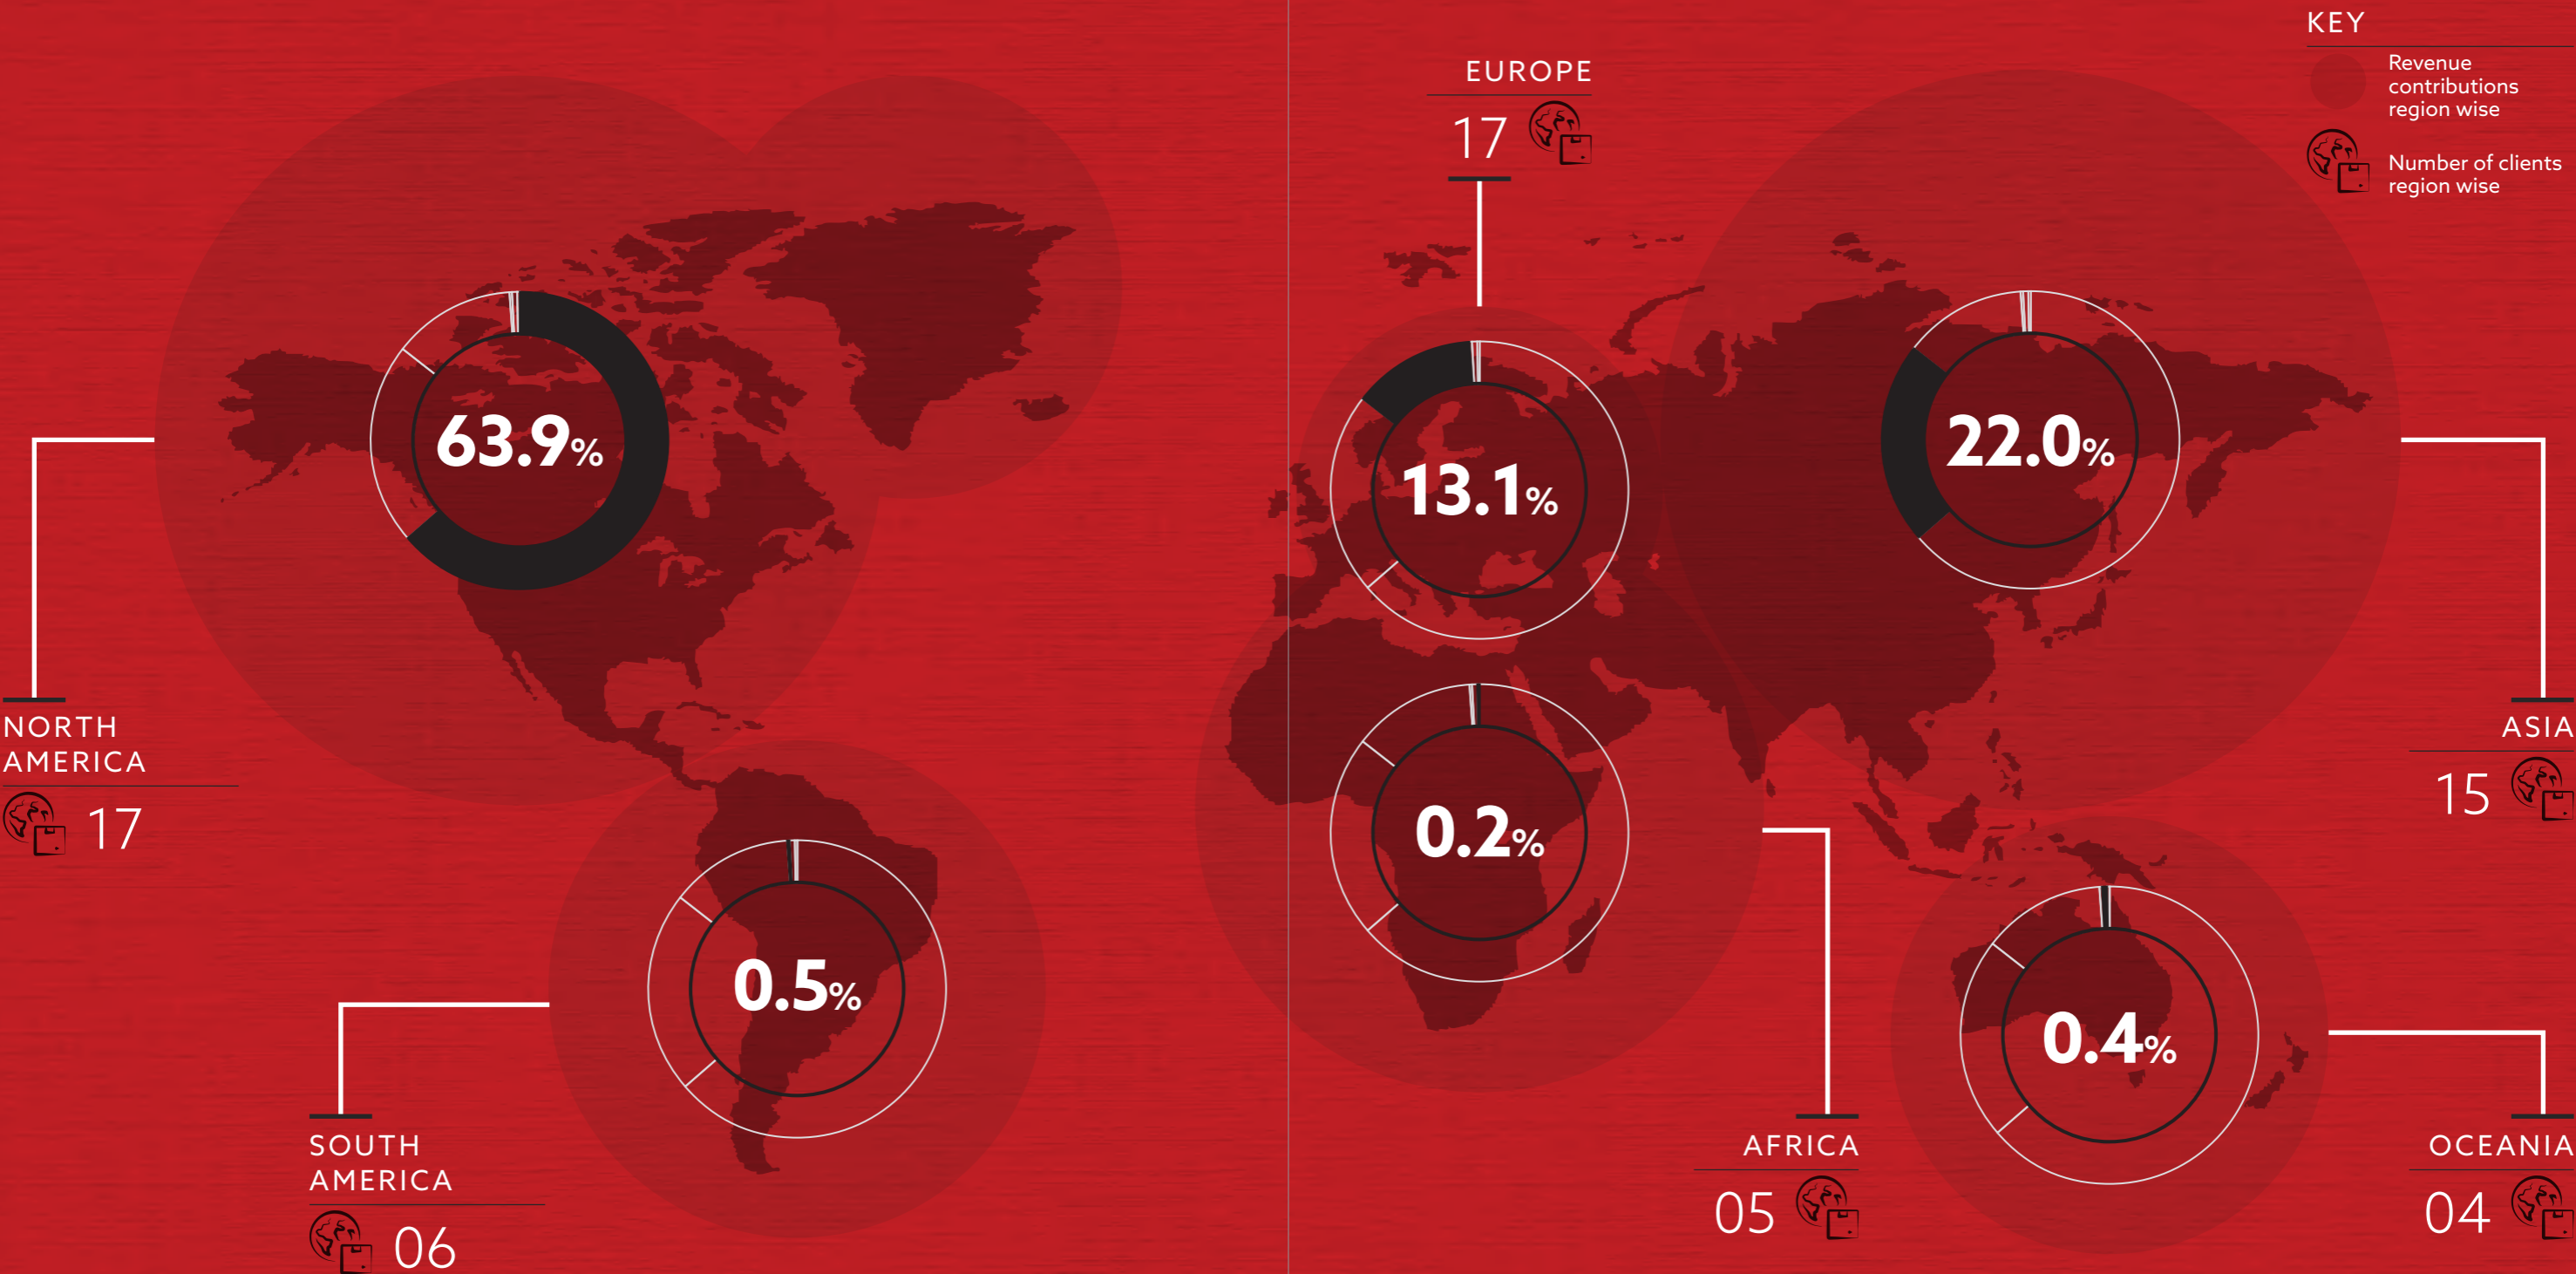 KEY
Revenue
contributions
region wise
Number of clients
region wise
EUROPE
17
63.9%
13.1%
22.0%
NORTH
AMERICA
17
ASIA
15
0.2%
0.5%
0.4%
SOUTH
AMERICA
06
AFRICA
05
OCEANIA
04